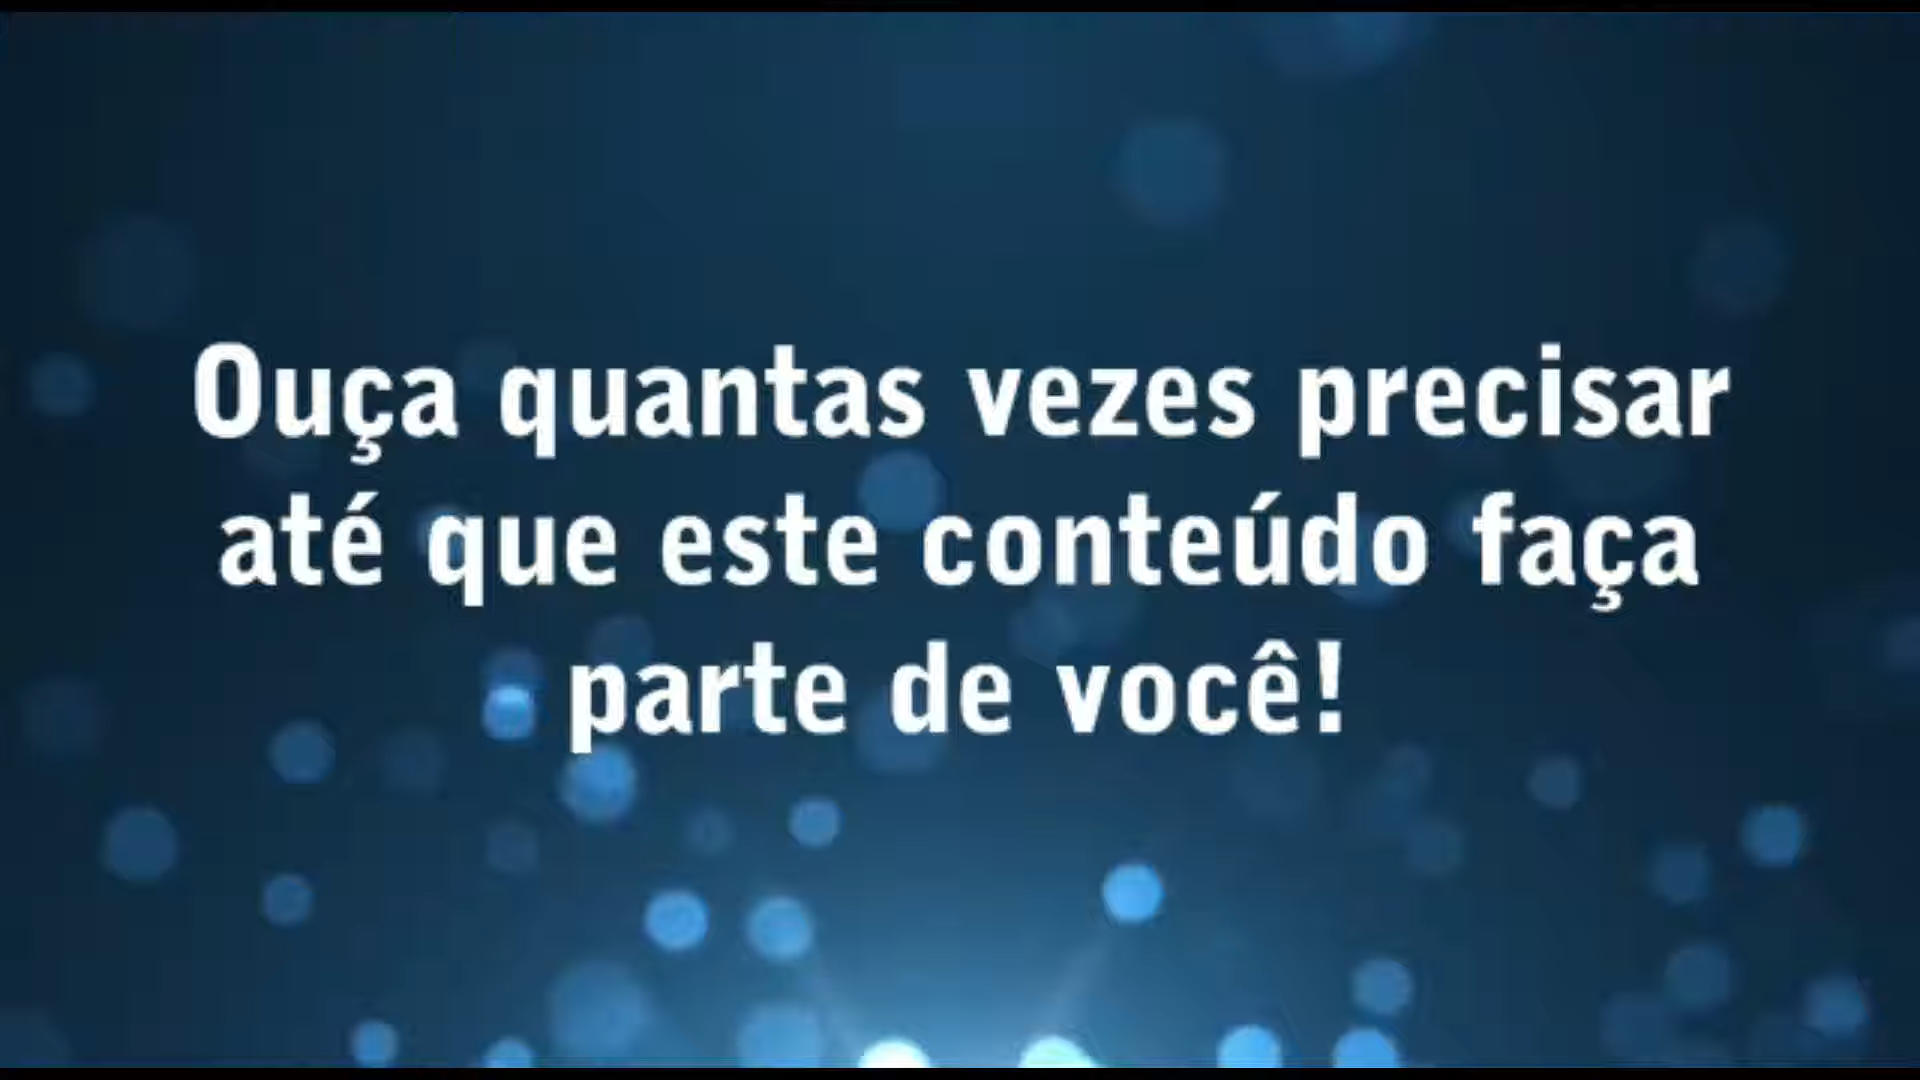 Ouça quantas vezes precisar
até que este conteúdo faça
parte de você!